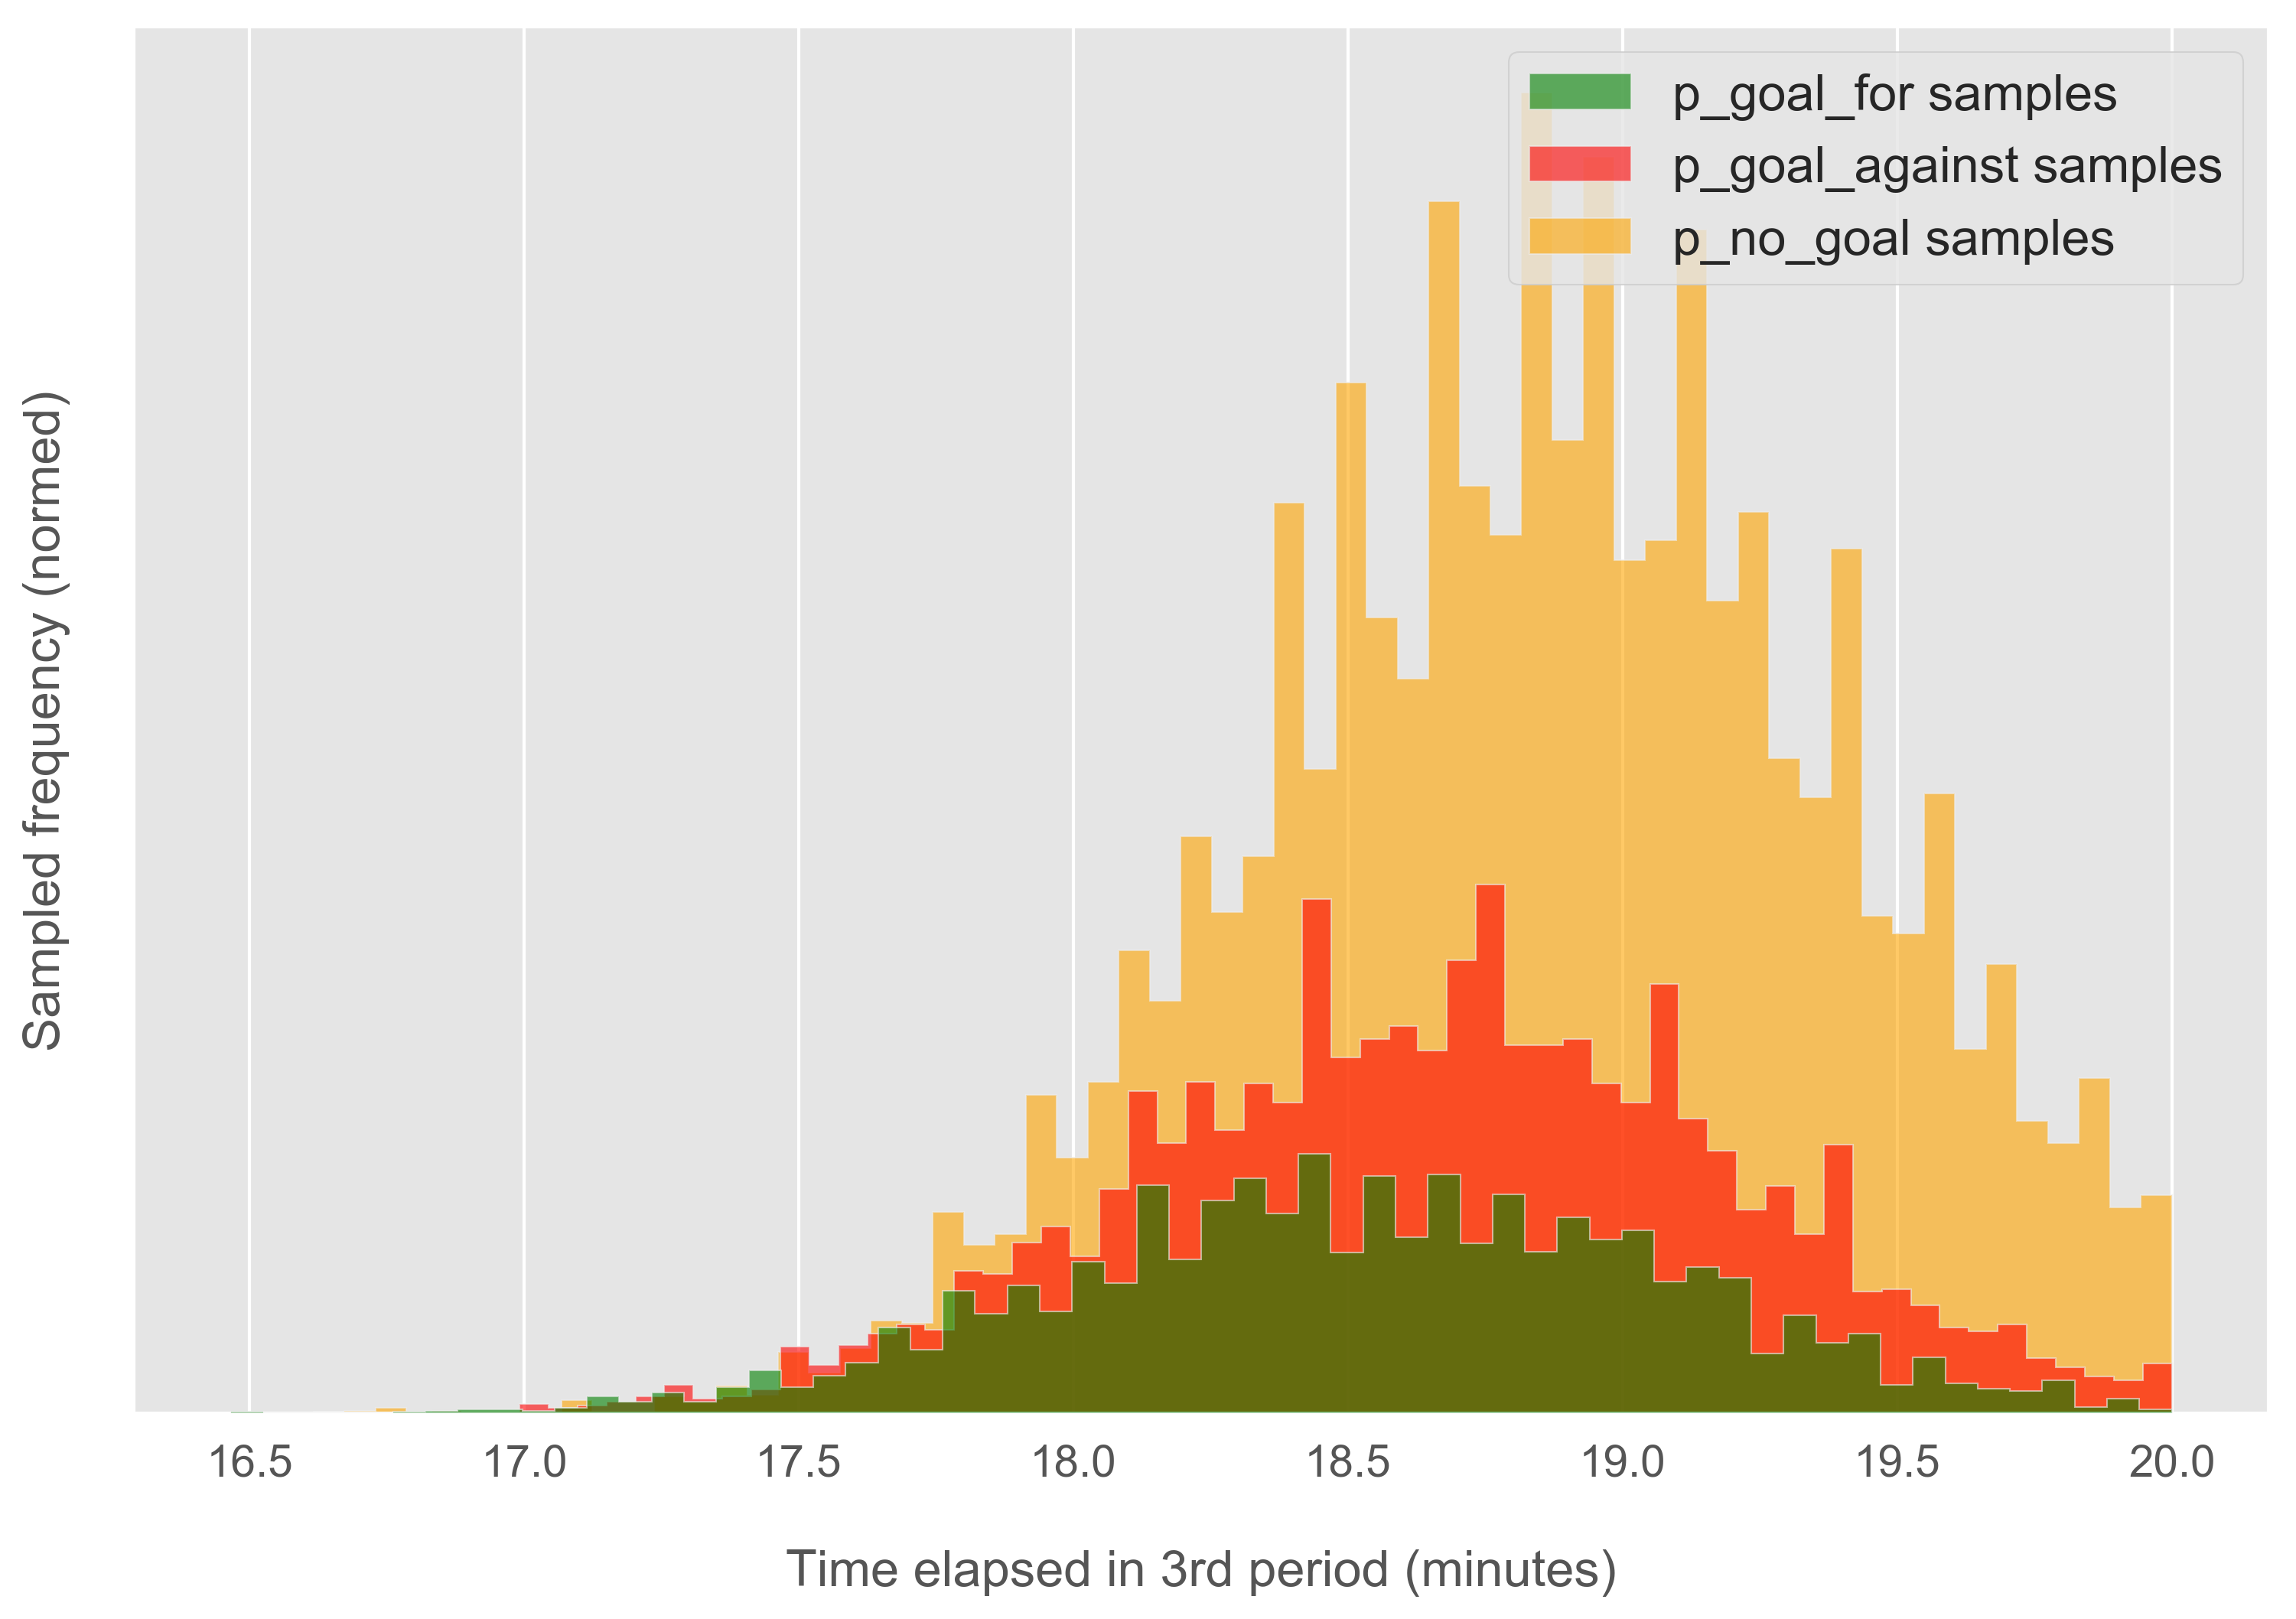 p_goal_for samples
p_goal_against samples
p_no_goal samples
Sampled frequency (normed)
16.5 17.0 17.5 18.0 18.5 19.0 19.5 20.0
Time elapsed in 3rd period (minutes)